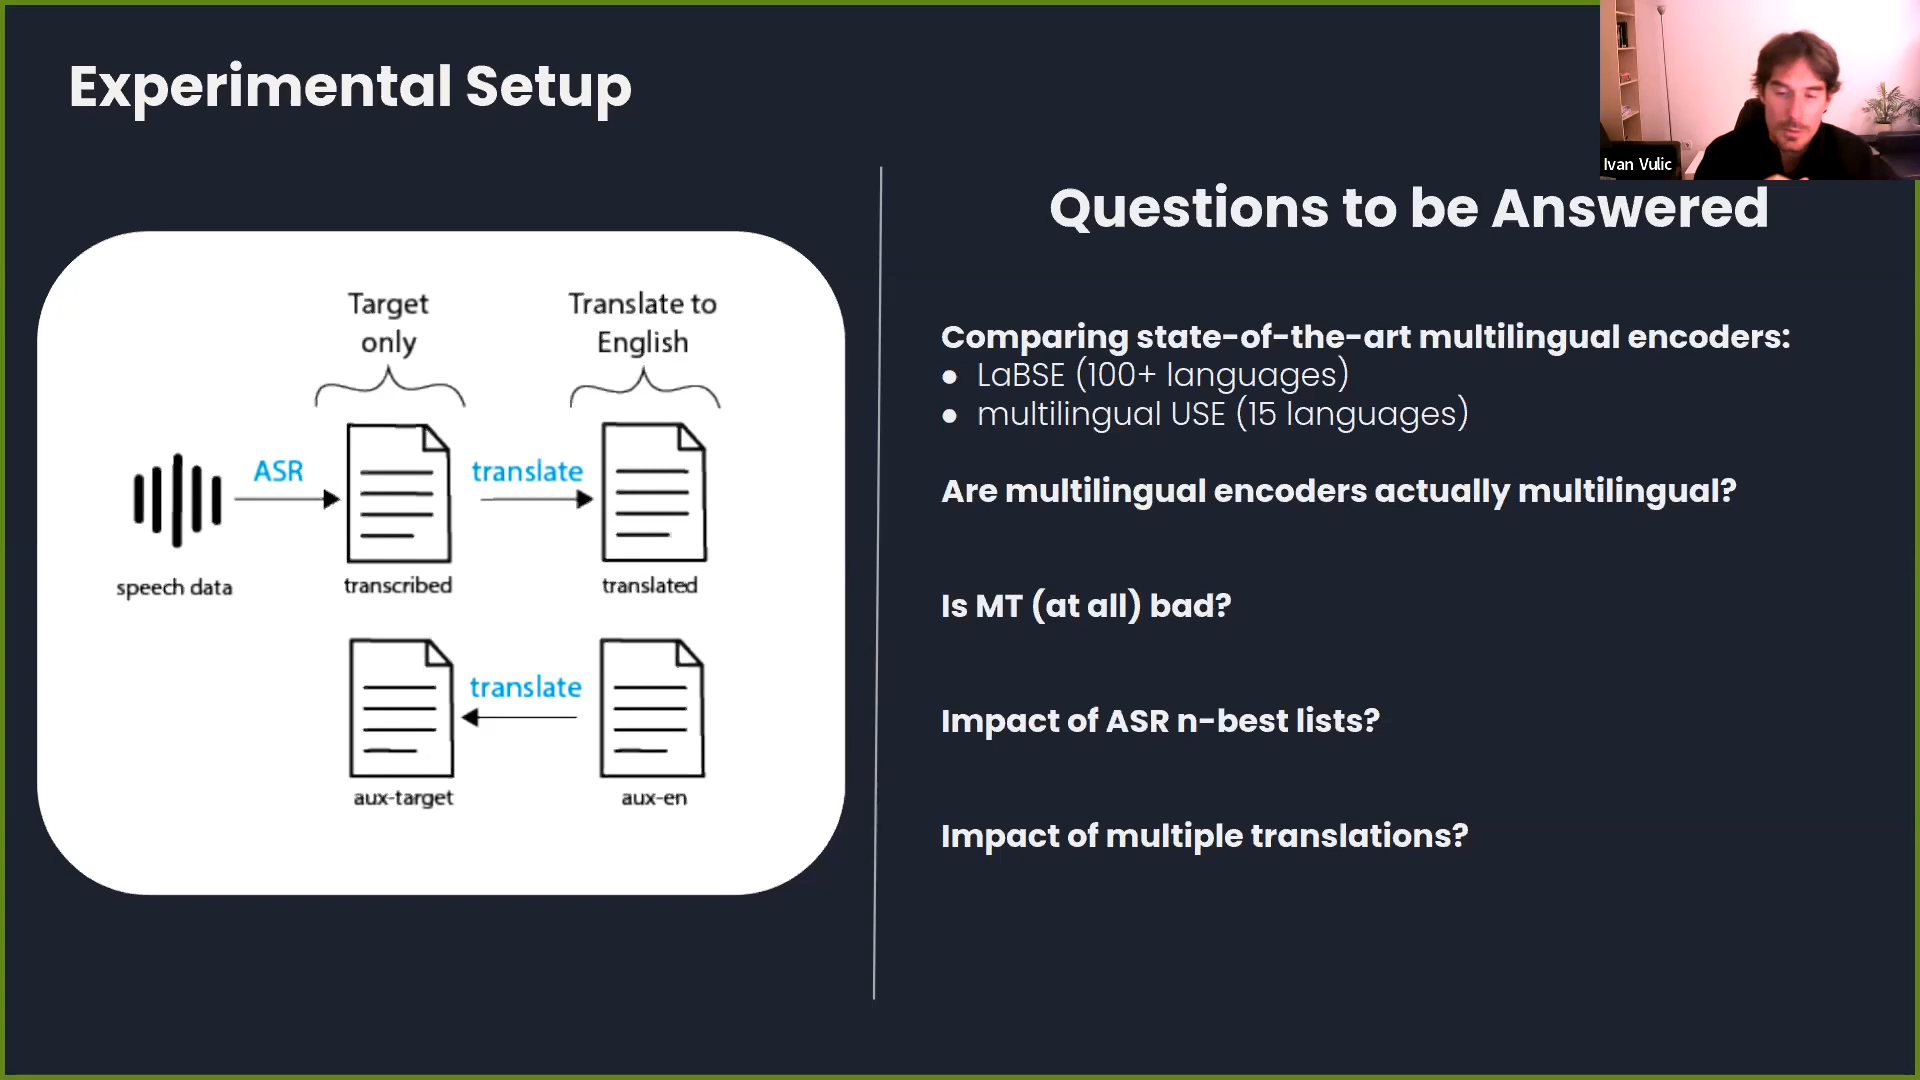 Experimental Setup
Ivan Vulic
Target
only
Translate to
English
ASR
translate
speech data
transcribed
translated
translate
aux-target
aux-en
Questions to be Answered
Comparing state-of-the-art multilingual encoders:
● LaBSE (100+ languages)
● multilingual USE (15 languages)
Are multilingual encoders actually multilingual?
Is MT (at all) bad?
Impact of ASR n-best lists?
Impact of multiple translations?